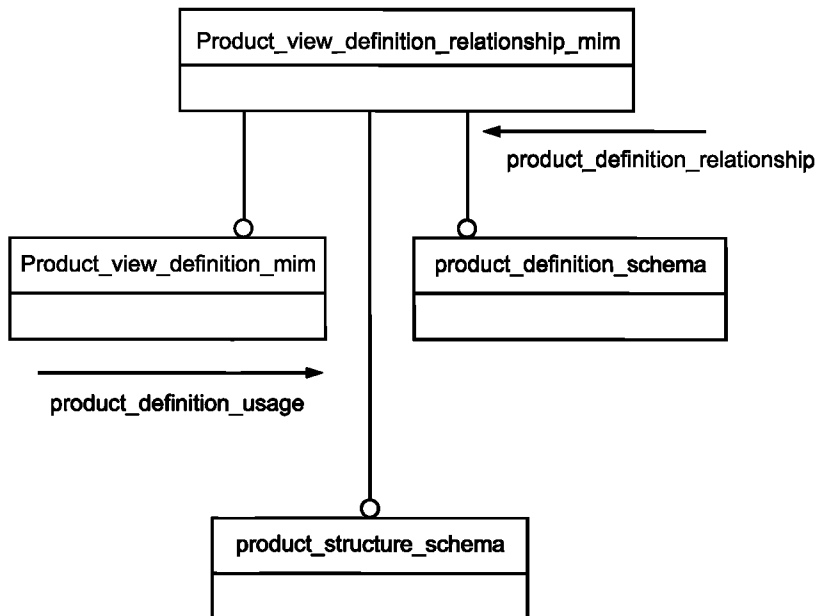 Product_view_definition_relationship_mim
product_definition_relationship
Product_view_definition_mim
product_definition_schema
product_definition_usage
product_structure_schema